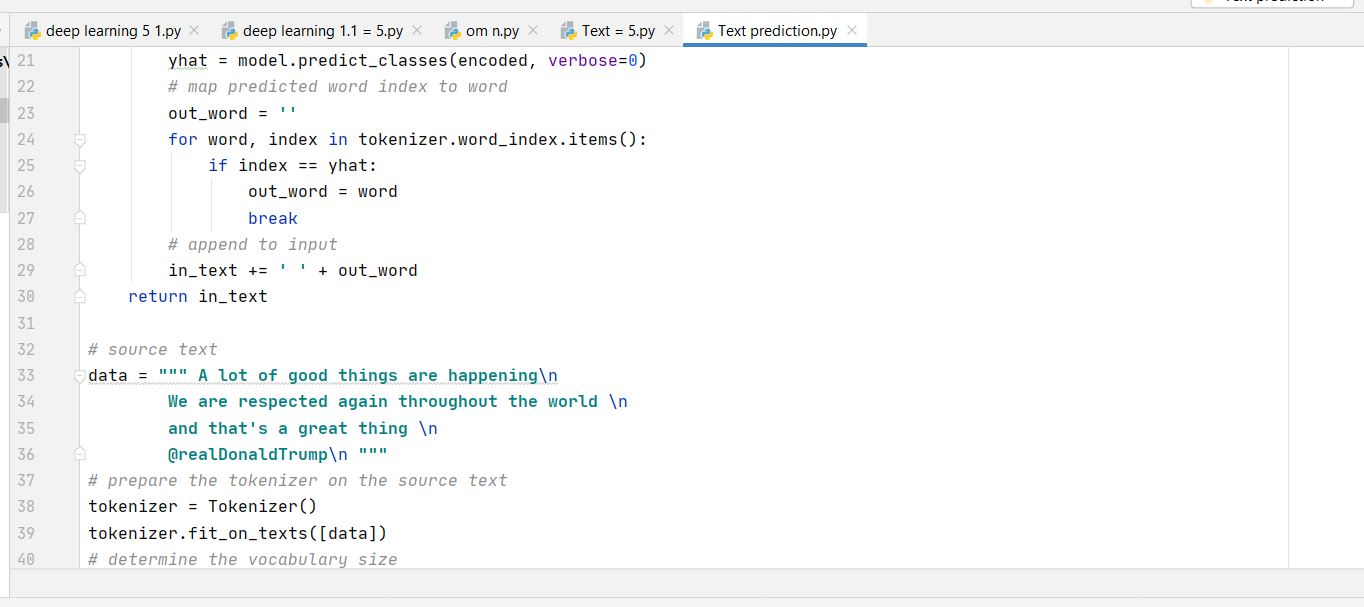 deep learning 5 1.py deep learning 1.1 = 5.py om n.py Text = 5.py Text prediction.py
21 yhat = model.predict_classes(encoded, verbose=0)
22 # map predicted word index to word
23 out_word = ''
24 for word, index in tokenizer.word_index.items():
25 if index == yhat:
26 out_word = word
27 break
28 # append to input
29 in_text += ' ' + out_word
30 return in_text
31
32 # source text
33 data = """ A lot of good things are happening\n
34 We are respected again throughout the world \n
35 and that's a great thing \n
36 @realDonaldTrump\n """
37 # prepare the tokenizer on the source text
38 tokenizer = Tokenizer()
39 tokenizer.fit_on_texts([data])
40 # determine the vocabulary size